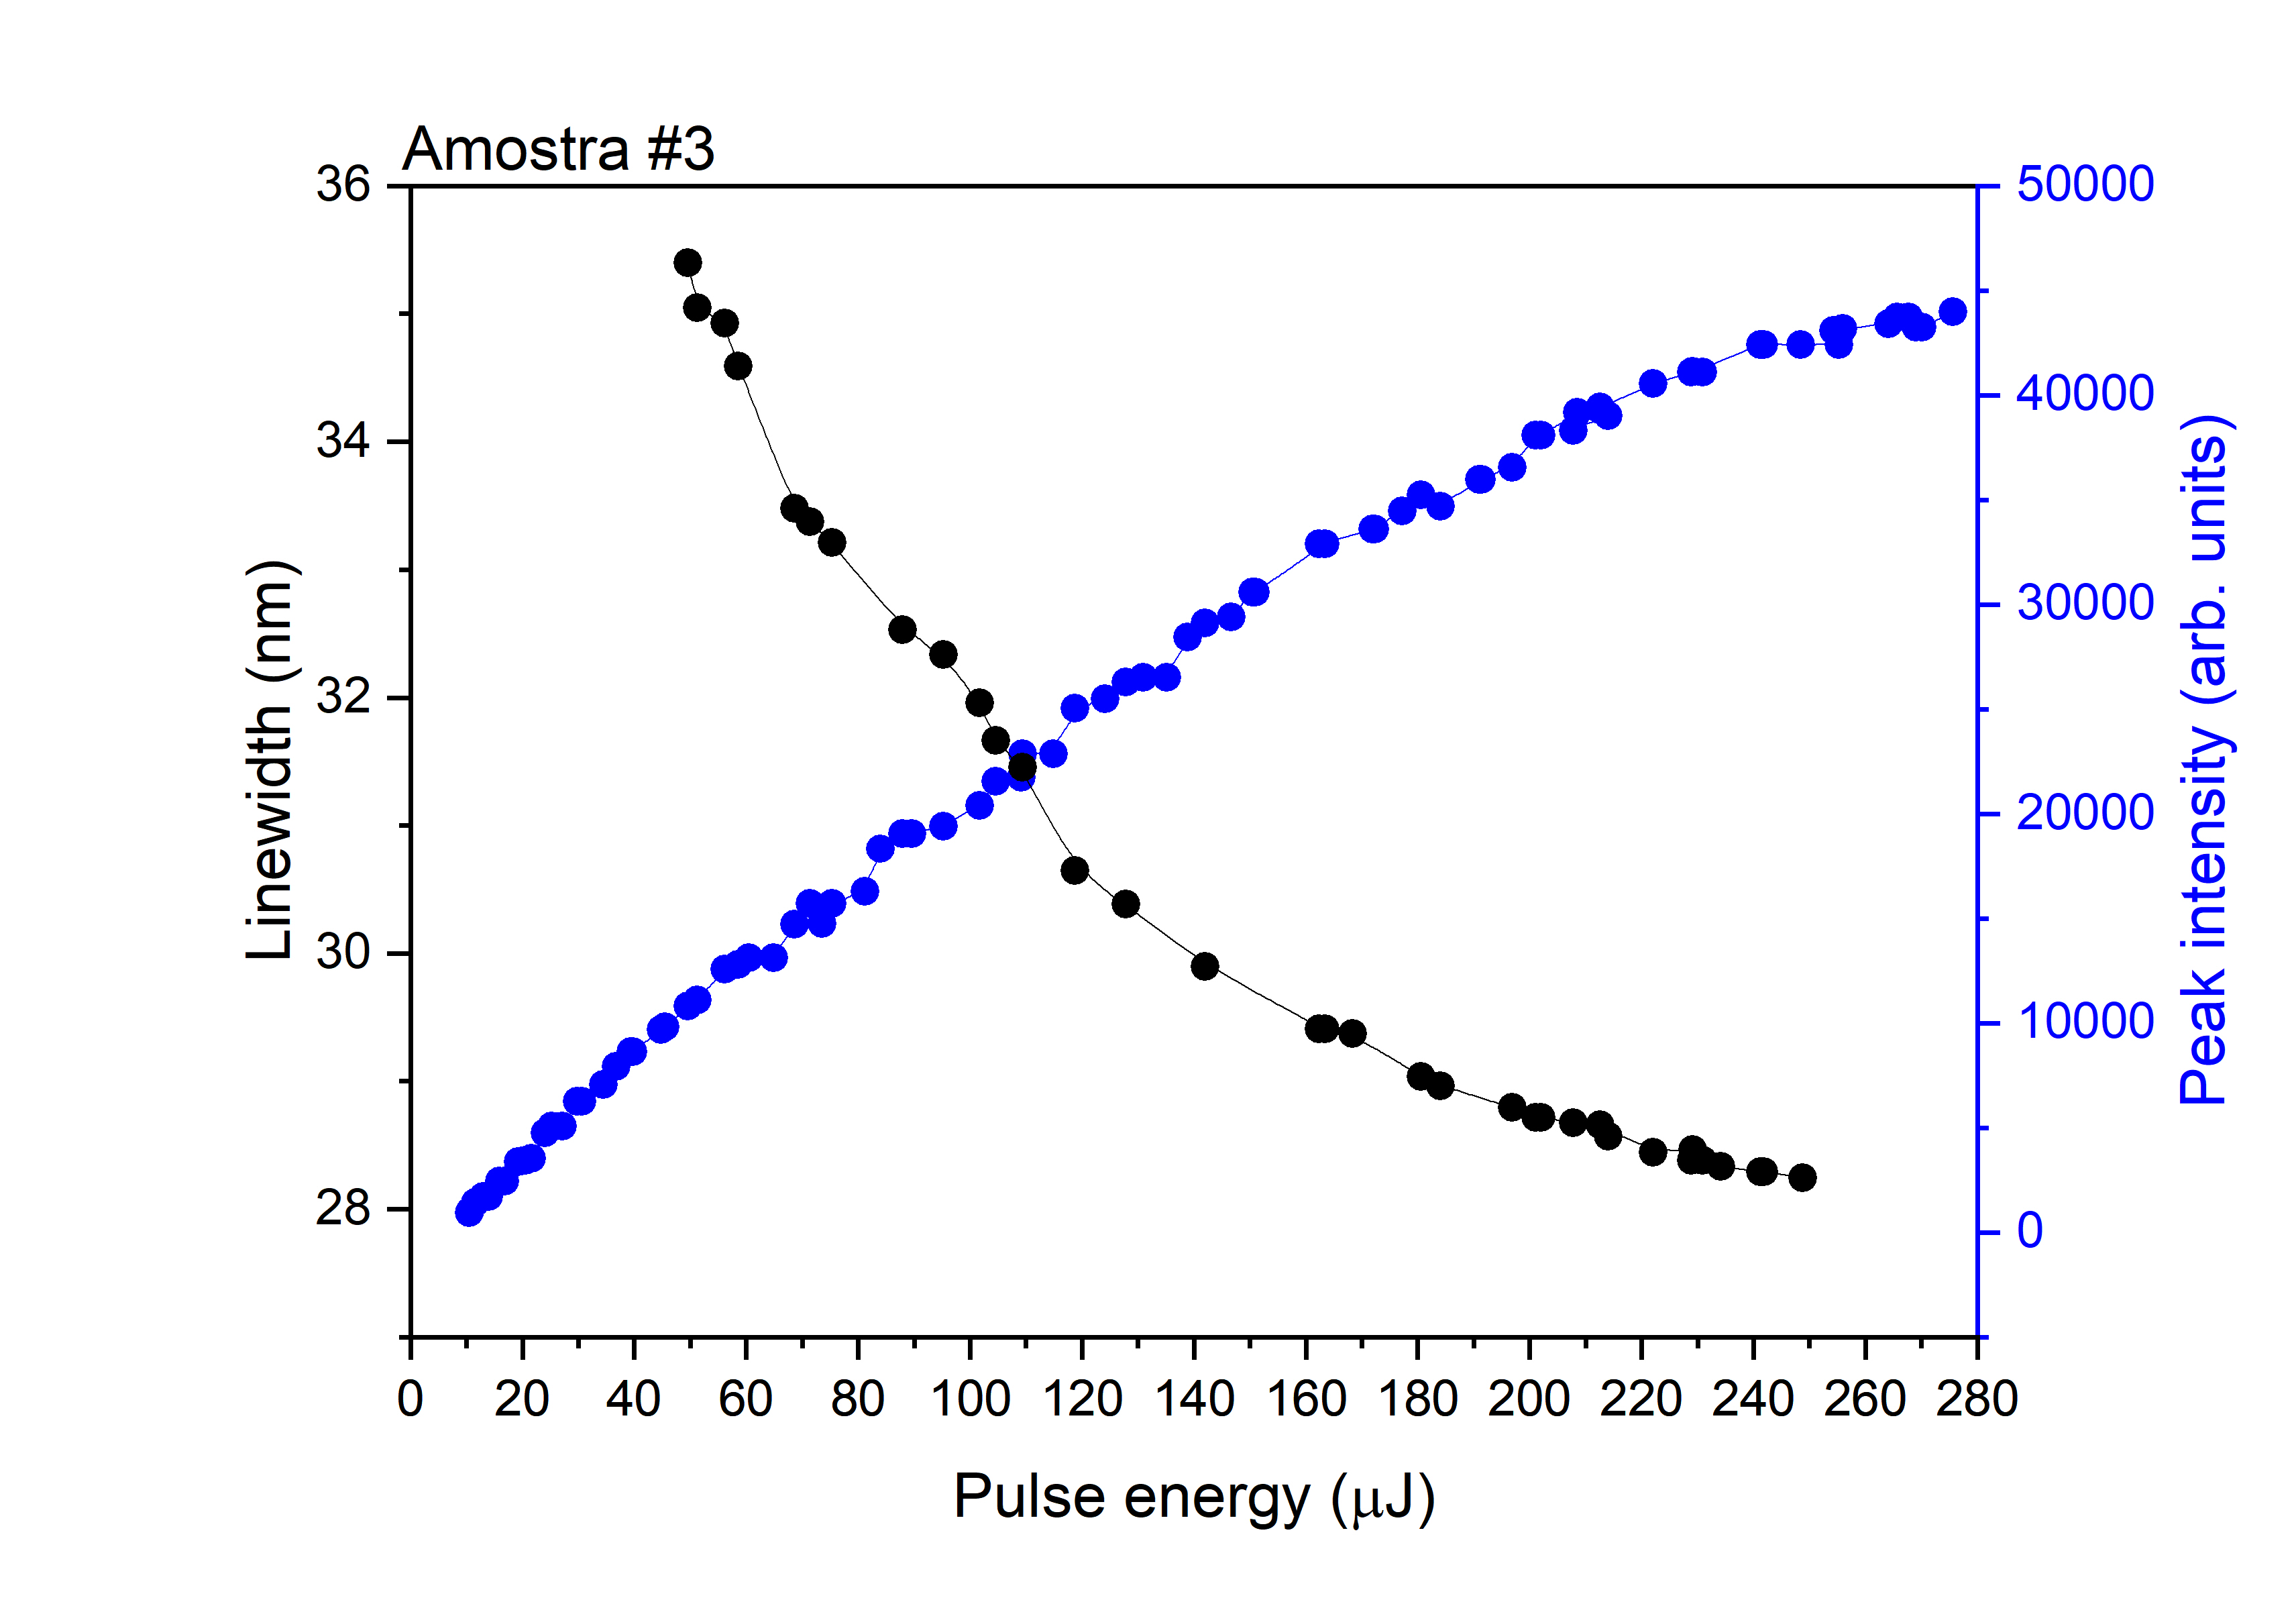 Amostra #3
36
34
32
30
28
Linewidth (nm)
50000
40000
30000
20000
10000
0
Peak intensity (arb. units)
0 20 40 60 80 100 120 140 160 180 200 220 240 260 280
Pulse energy (μJ)